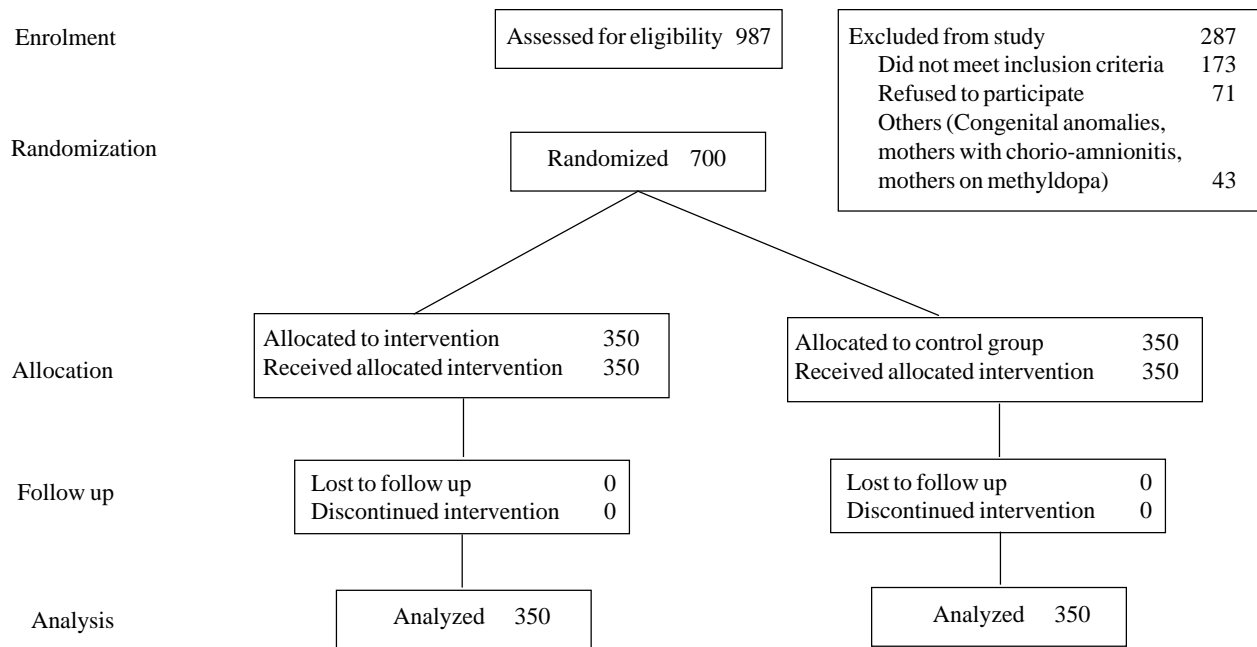 Enrolment
Assessed for eligibility 987
Excluded from study 287
Did not meet inclusion criteria 173
Refused to participate 71
Others (Congenital anomalies,
mothers with chorio-amnionitis,
mothers on methyldopa) 43
Randomization
Randomized 700
Allocation
Allocated to intervention 350
Received allocated intervention 350
Allocated to control group 350
Received allocated intervention 350
Follow up
Lost to follow up 0
Discontinued intervention 0
Lost to follow up 0
Discontinued intervention 0
Analysis
Analyzed 350
Analyzed 350